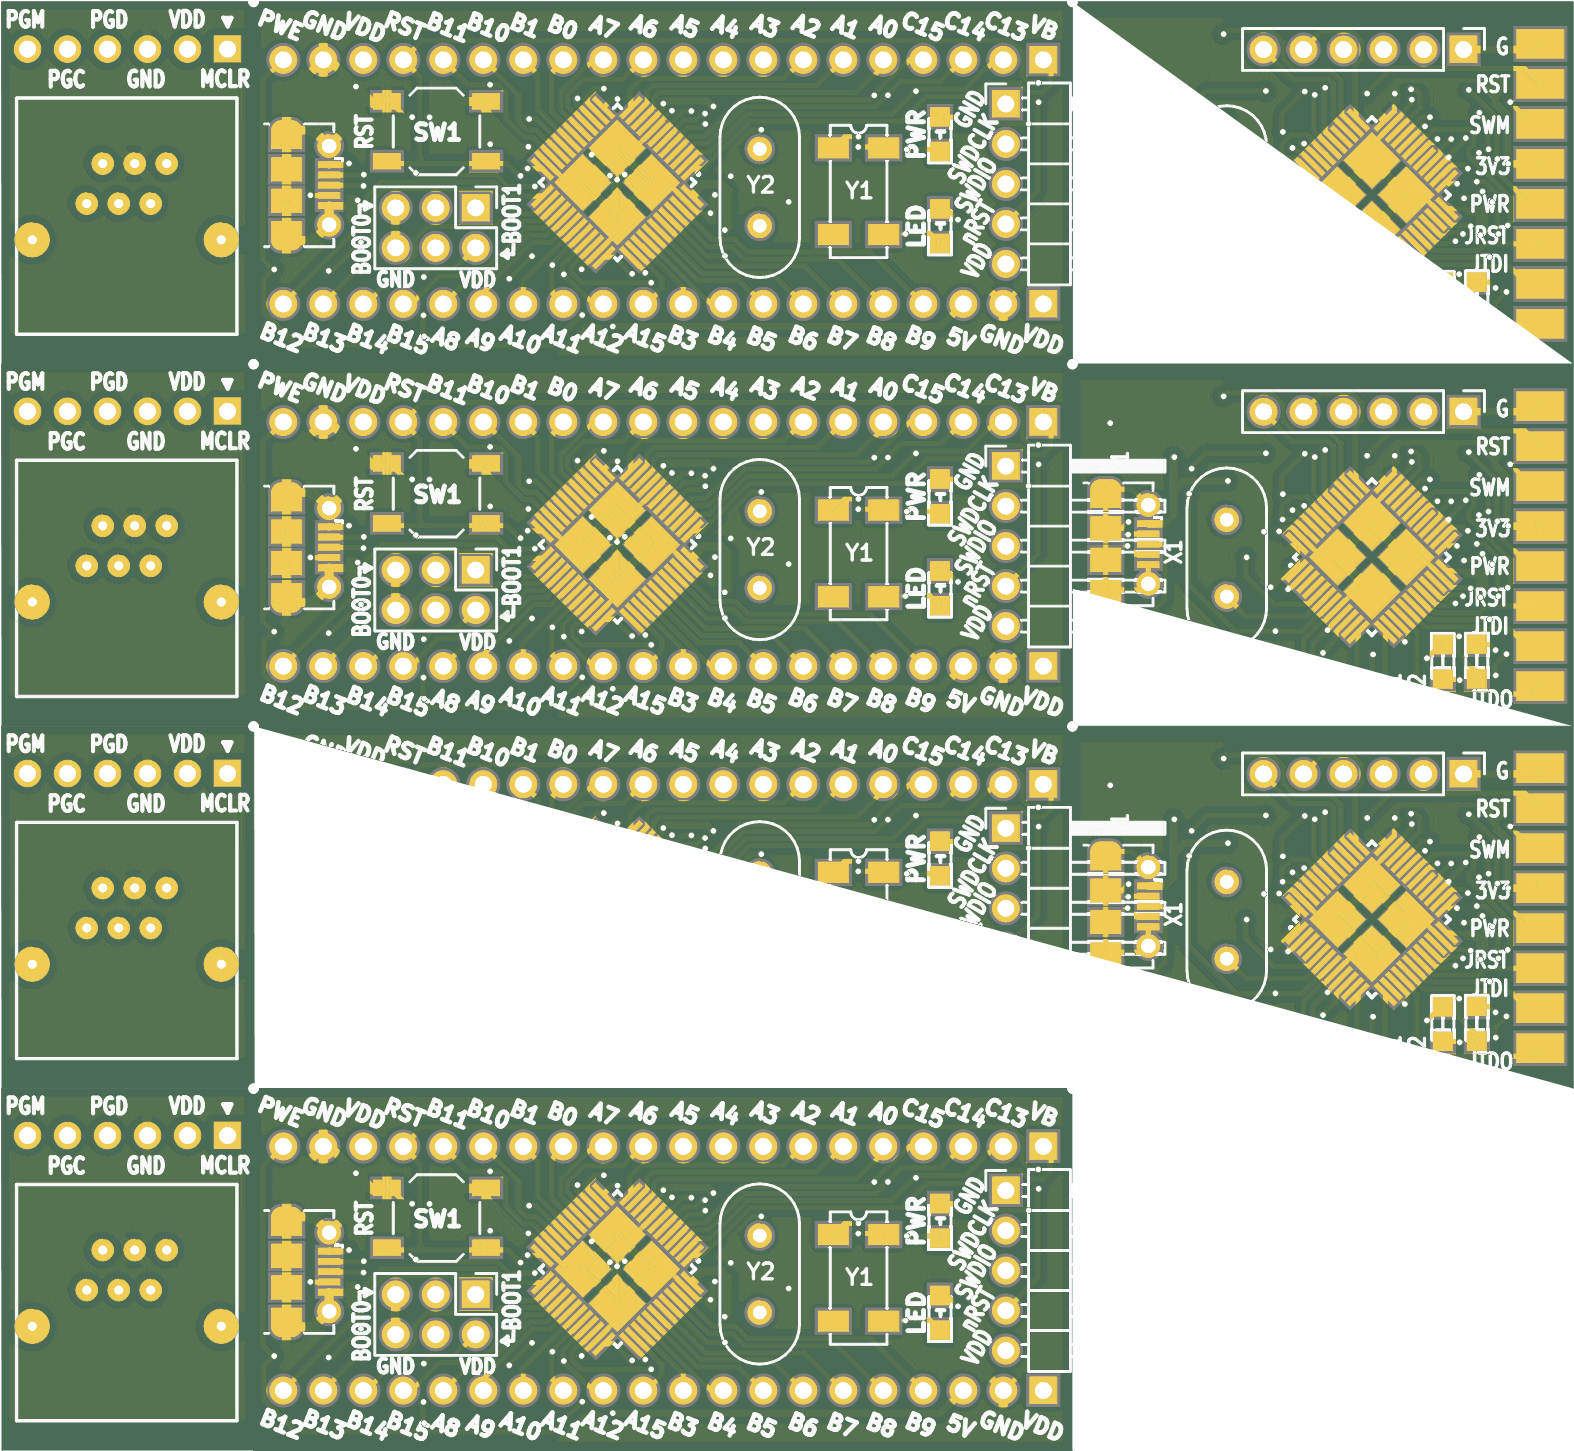 PGM PGD VDD
PGC GND MCLR
PWE GND VDD RST B11 B10 B1 B0 A7 A6 A5 A4 A3 A2 A1 A0 C15 C14 C13 VB
RST SW1 BOOT0 BOOT1 GND VDD
Y2 Y1 PWR LED
GND SWDCLK SWDIO nRST VDD
B12 B13 B14 B15 A8 A9 A10 A11 A12 A15 B3 B4 B5 B6 B7 B8 B9 5V GND VDD
G
RST
SWM
3V3
PWR
JRST
JTDI
PGM PGD VDD
PGC GND MCLR
PWE GND VDD RST B11 B10 B1 B0 A7 A6 A5 A4 A3 A2 A1 A0 C15 C14 C13 VB
RST SW1 BOOT0 BOOT1 GND VDD
Y2 Y1 PWR LED
GND SWDCLK SWDIO nRST VDD
B12 B13 B14 B15 A8 A9 A10 A11 A12 A15 B3 B4 B5 B6 B7 B8 B9 5V GND VDD
X1
G
RST
SWM
3V3
PWR
JRST
JTDI
JTDO
PGM PGD VDD
PGC GND MCLR
VDD RST B11 B10 B1 B0 A7 A6 A5 A4 A3 A2 A1 A0 C15 C14 C13 VB
PWR
GND SWDCLK
X1
G
RST
SWM
3V3
PWR
JRST
JTDI
JTDO
PGM PGD VDD
PGC GND MCLR
PWE GND VDD RST B11 B10 B1 B0 A7 A6 A5 A4 A3 A2 A1 A0 C15 C14 C13 VB
RST SW1 BOOT0 BOOT1 GND VDD
Y2 Y1 PWR LED
GND SWDCLK SWDIO nRST VDD
B12 B13 B14 B15 A8 A9 A10 A11 A12 A15 B3 B4 B5 B6 B7 B8 B9 5V GND VDD